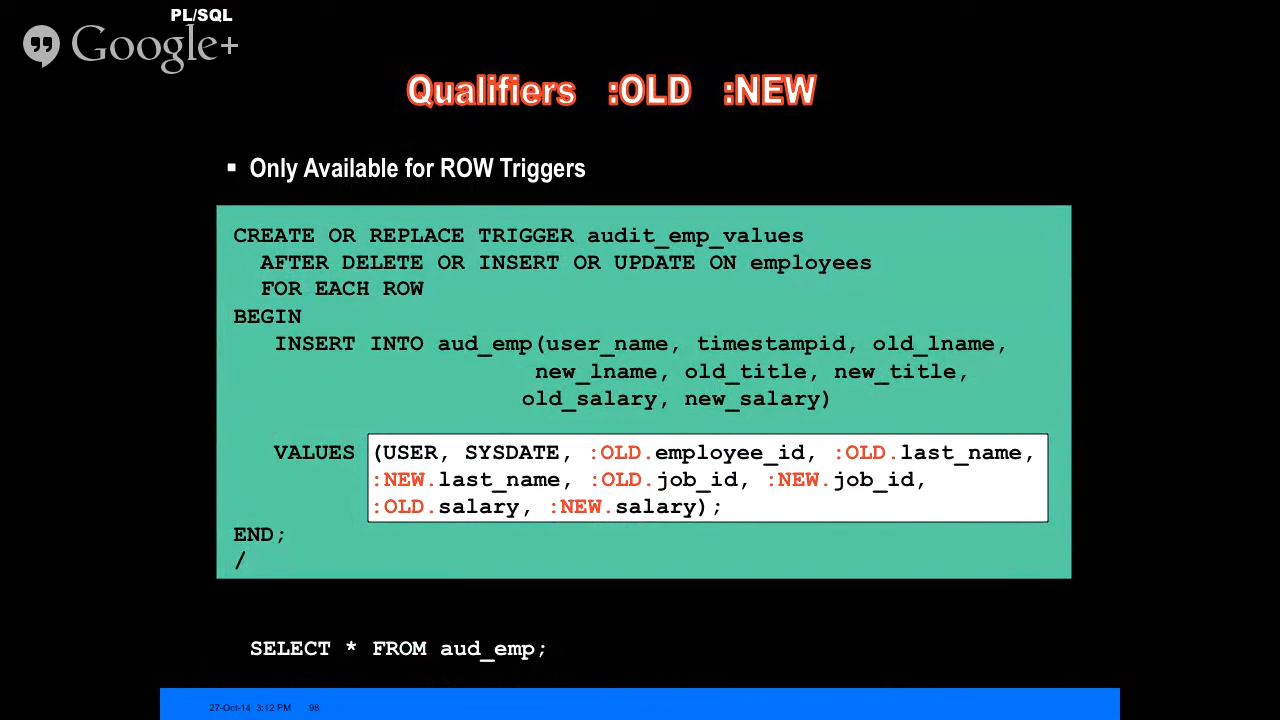 PL/SQL
Google+
Qualifiers :OLD :NEW
▪ Only Available for ROW Triggers
CREATE OR REPLACE TRIGGER audit_emp_values
AFTER DELETE OR INSERT OR UPDATE ON employees
FOR EACH ROW
BEGIN
INSERT INTO aud_emp(user_name, timestampid, old_lname,
new_lname, old_title, new_title,
old_salary, new_salary)
VALUES (USER, SYSDATE, :OLD.employee_id, :OLD.last_name,
:NEW.last_name, :OLD.job_id, :NEW.job_id,
:OLD.salary, :NEW.salary);
END;
/
SELECT * FROM aud_emp;
27-Oct-14 3:12 PM 98